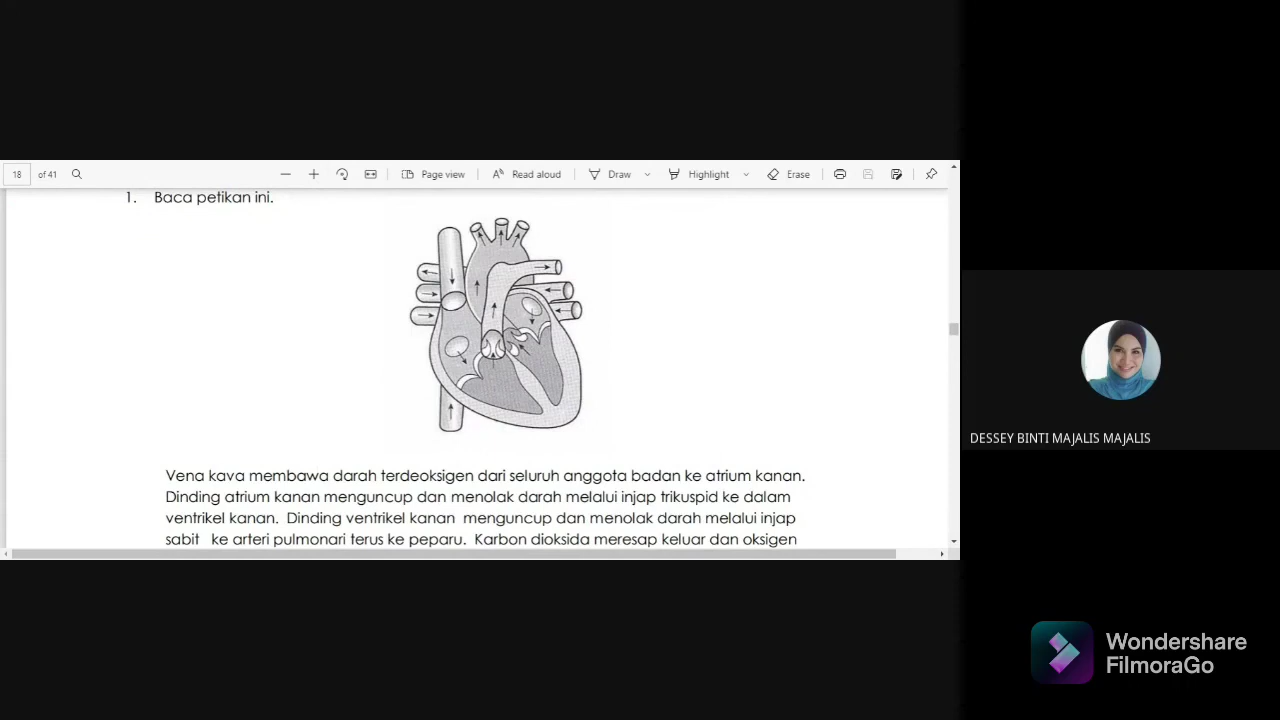 18 of 41 Page view Read aloud Draw Highlight Erase
1. Baca petikan ini.
Vena kava membawa darah terdeoksigen dari seluruh anggota badan ke atrium kanan.
Dinding atrium kanan menguncup dan menolak darah melalui injap trikuspid ke dalam
ventrikel kanan. Dinding ventrikel kanan menguncup dan menolak darah melalui injap
sabit ke arteri pulmonari terus ke peparu. Karbon dioksida meresap keluar dan oksigen
DESSEY BINTI MAJALIS MAJALIS
Wondershare
FilmoraGo